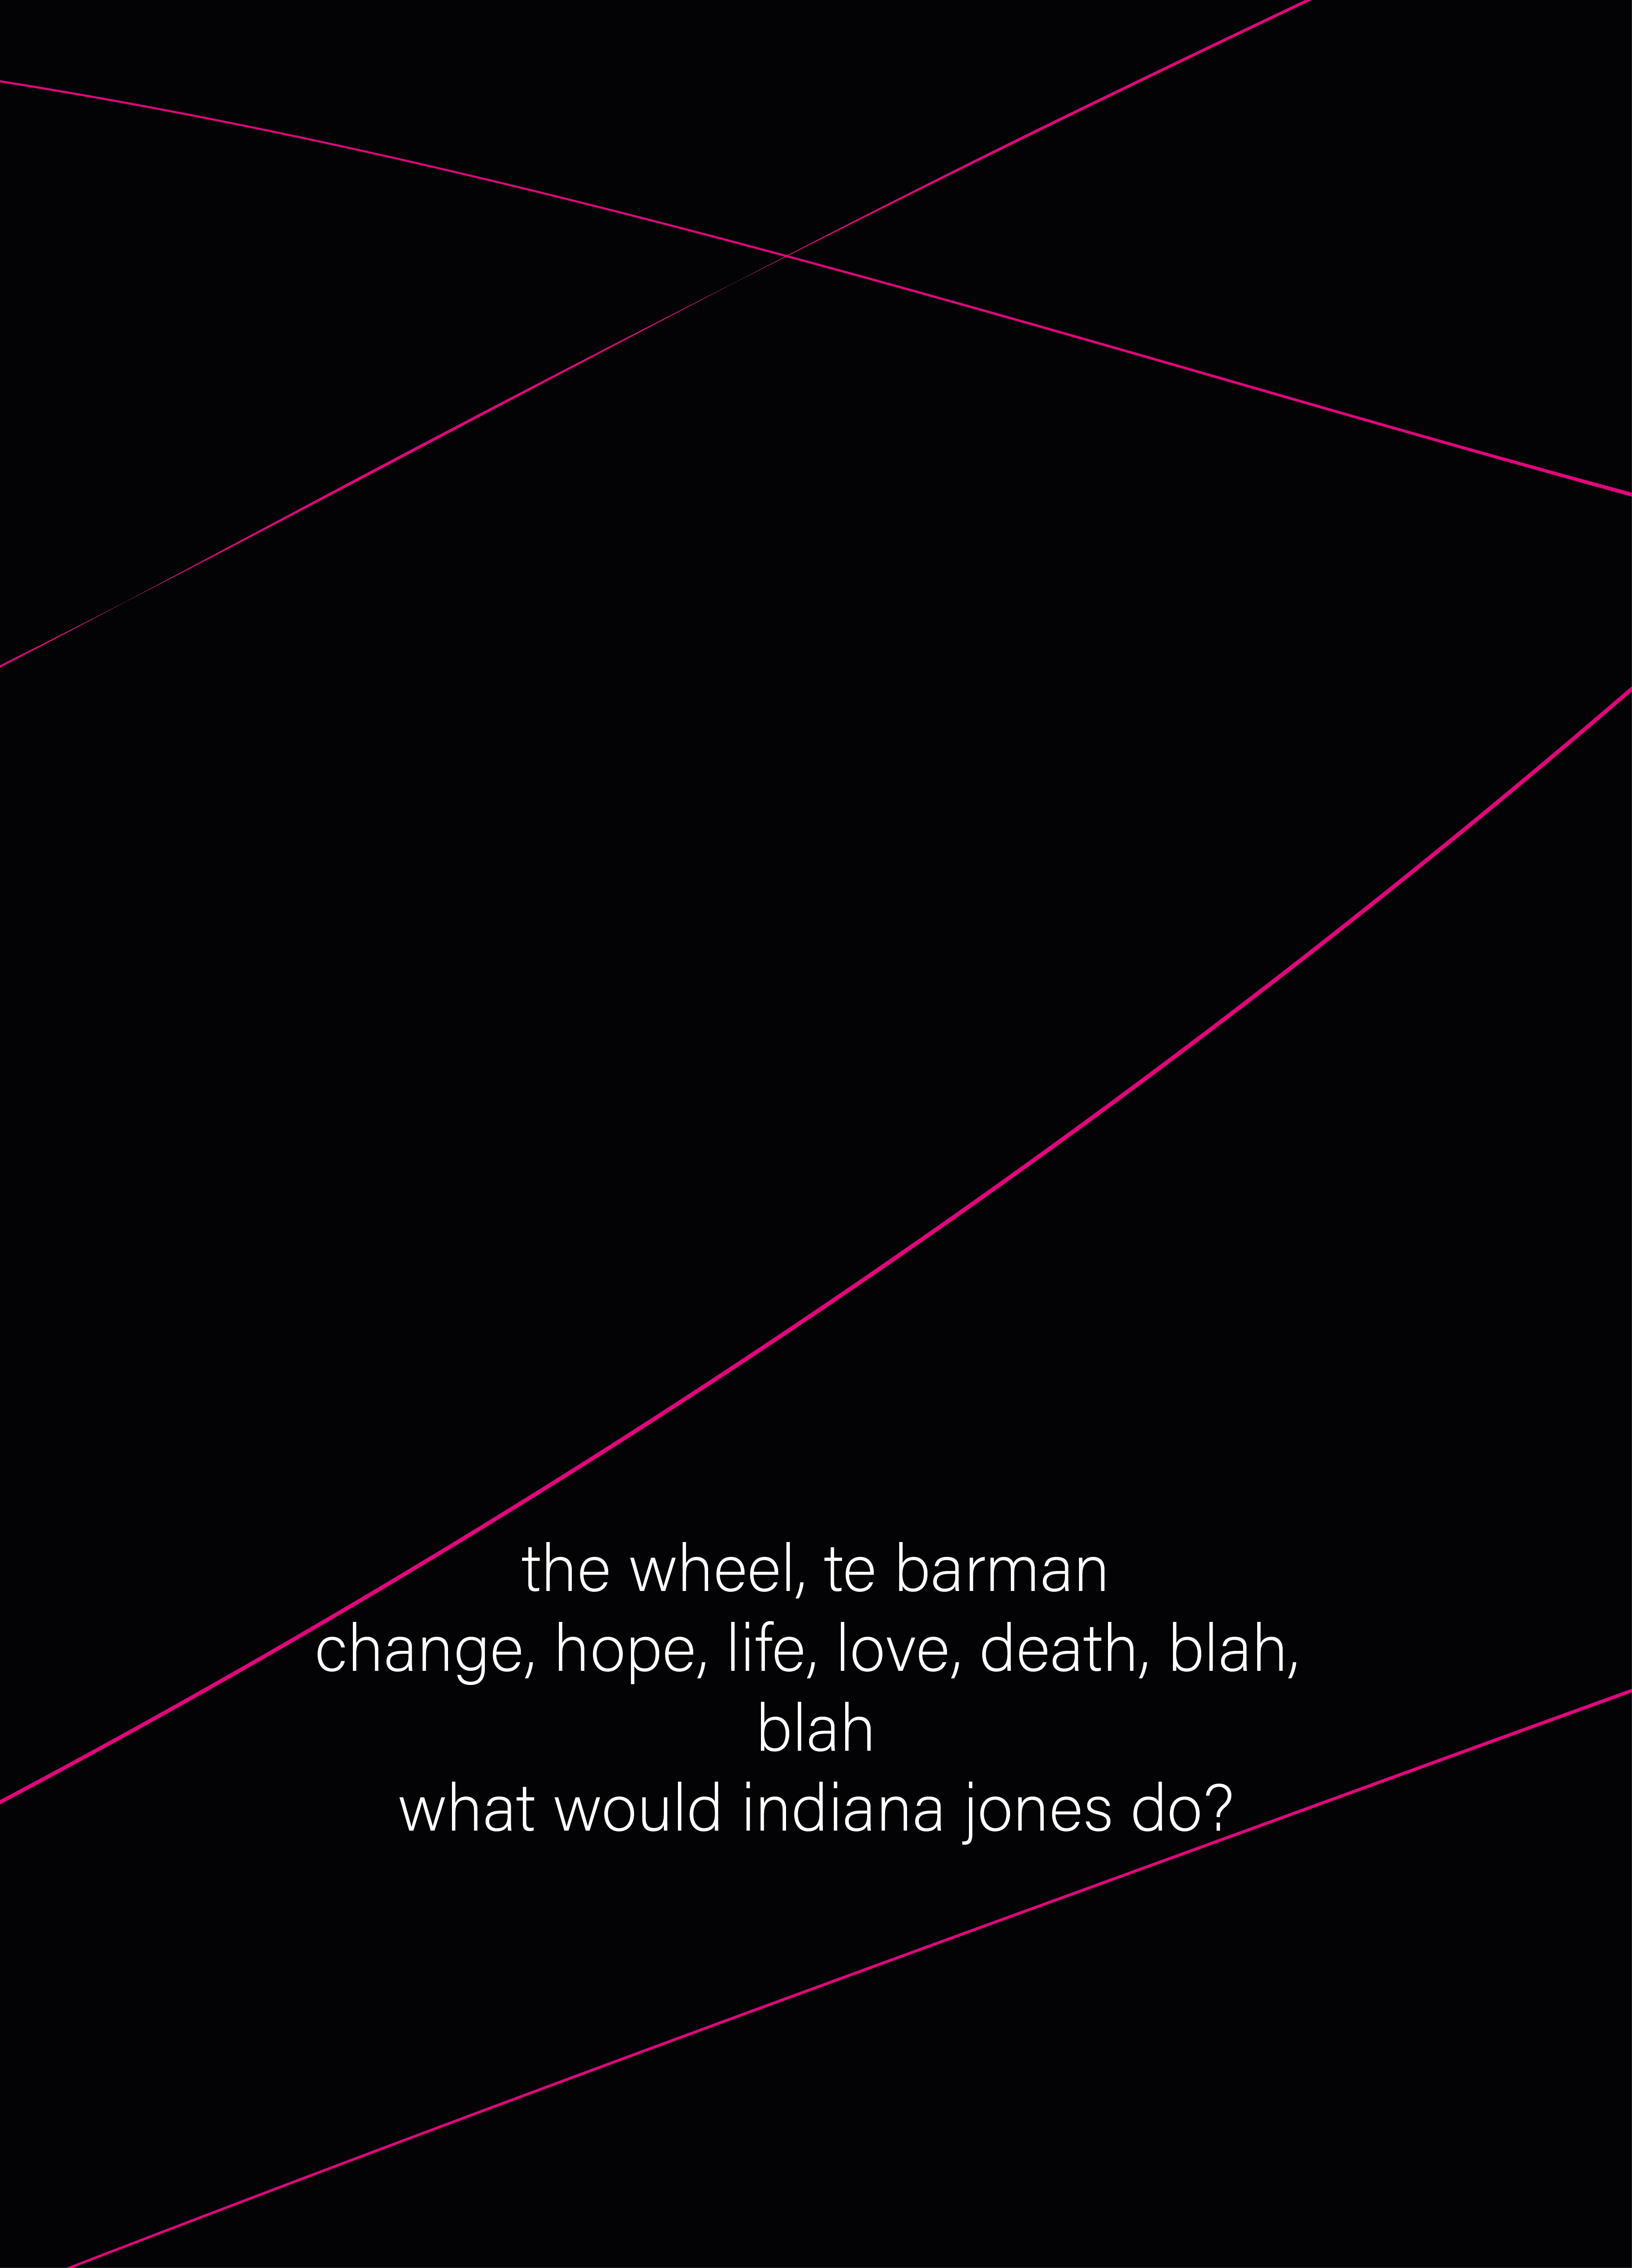 the wheel, te barman
change, hope, life, love, death, blah,
blah
what would indiana jones do?